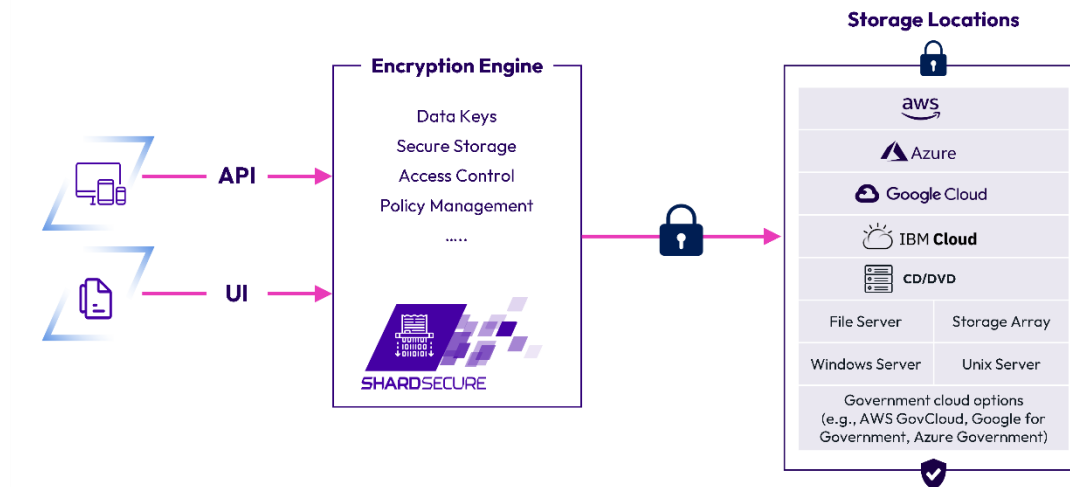 Storage Locations
Encryption Engine
Data Keys
Secure Storage
Access Control
Policy Management
.....
API
UI
SHARDSECURE
aws
Azure
Google Cloud
IBM Cloud
CD/DVD
File Server
Storage Array
Windows Server
Unix Server
Government cloud options
(e.g., AWS GovCloud, Google for
Government, Azure Government)